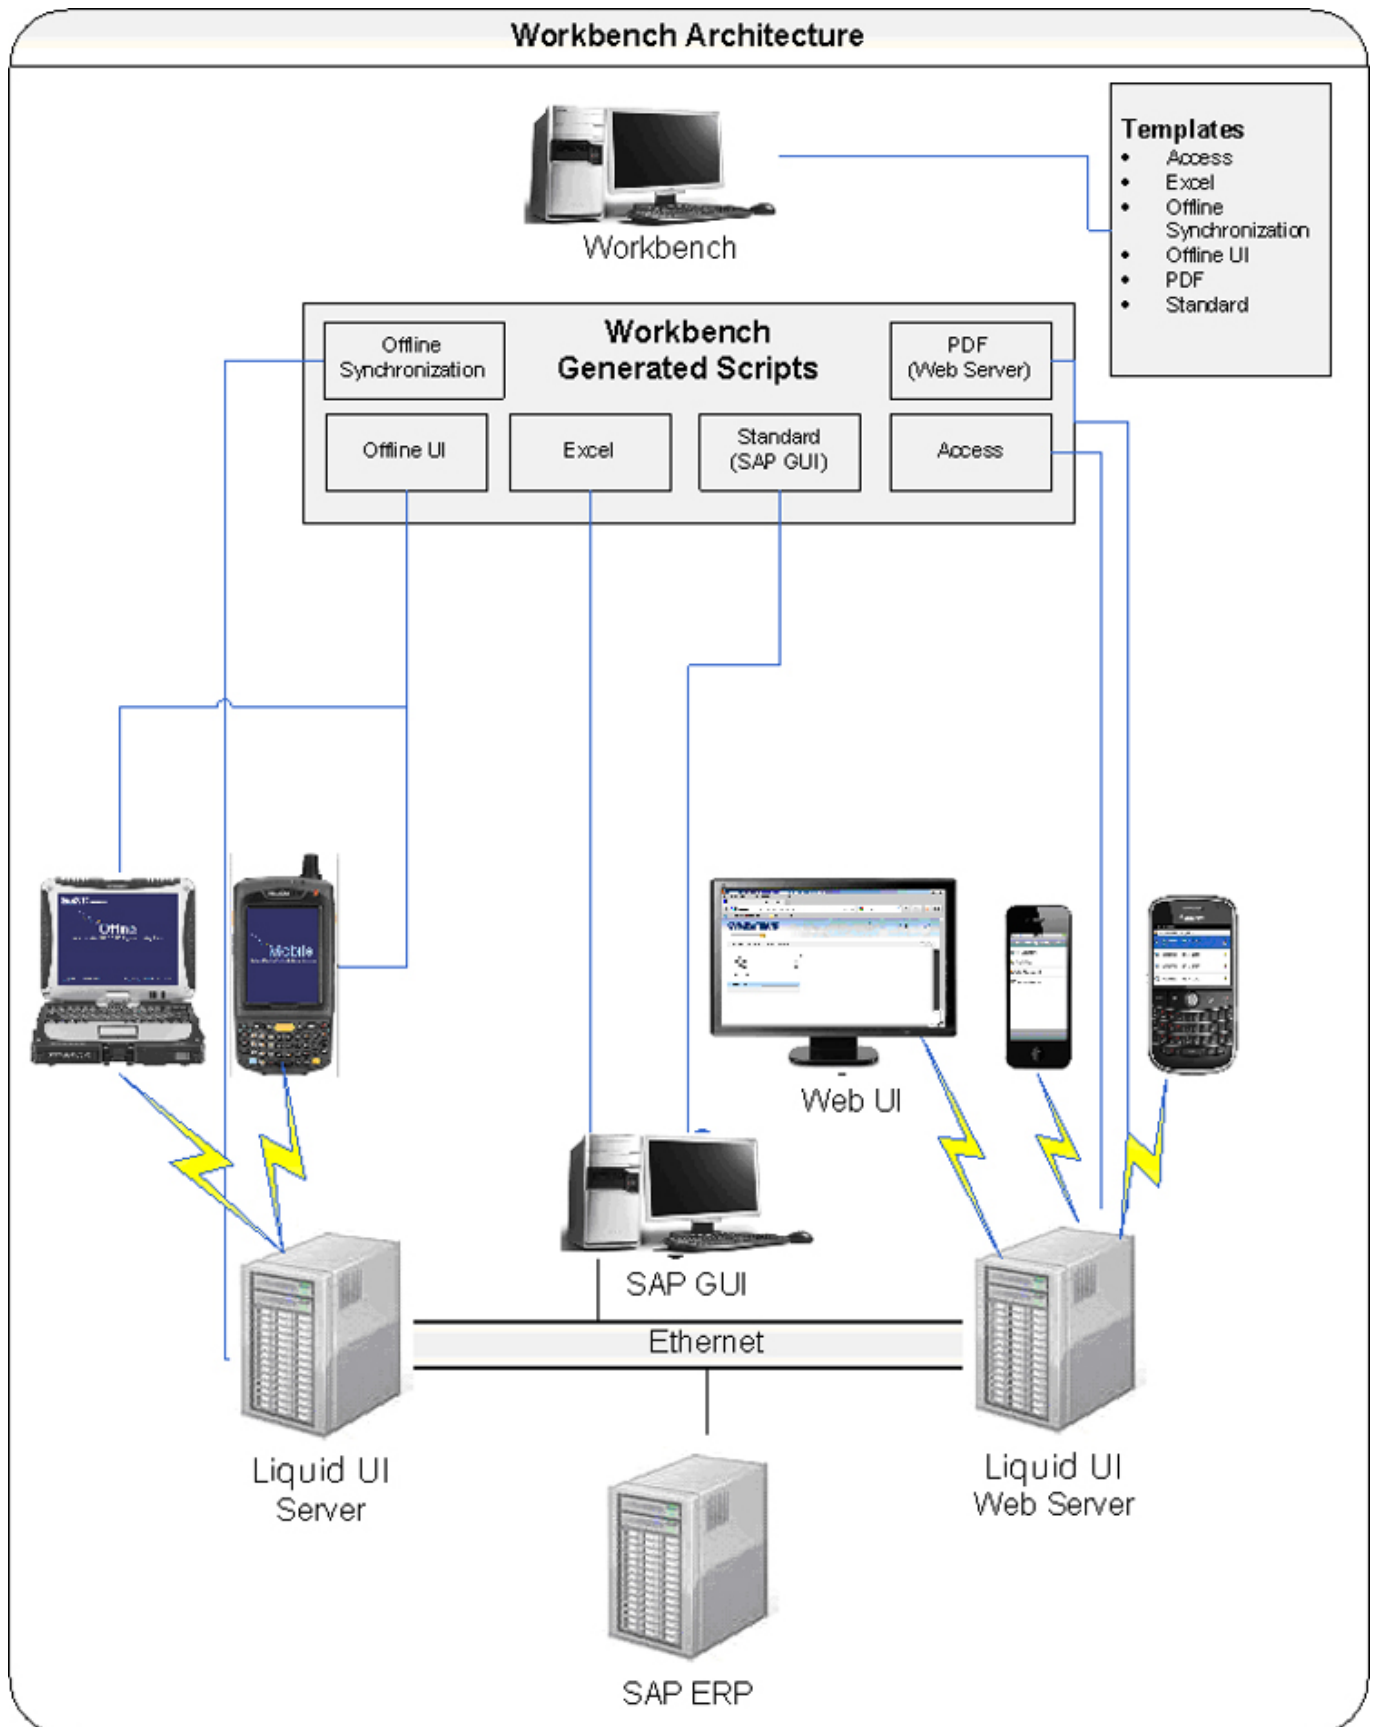 Workbench Architecture
Templates
• Access
• Excel
• Offline
Synchronization
• Offline UI
• PDF
• Standard
Workbench
Workbench
Generated Scripts
Offline
Synchronization
PDF
(Web Server)
Offline UI
Excel
Standard
(SAP GUI)
Access
Offline
Mobile
Web UI
SAP GUI
Ethernet
Liquid UI
Server
Liquid UI
Web Server
SAP ERP